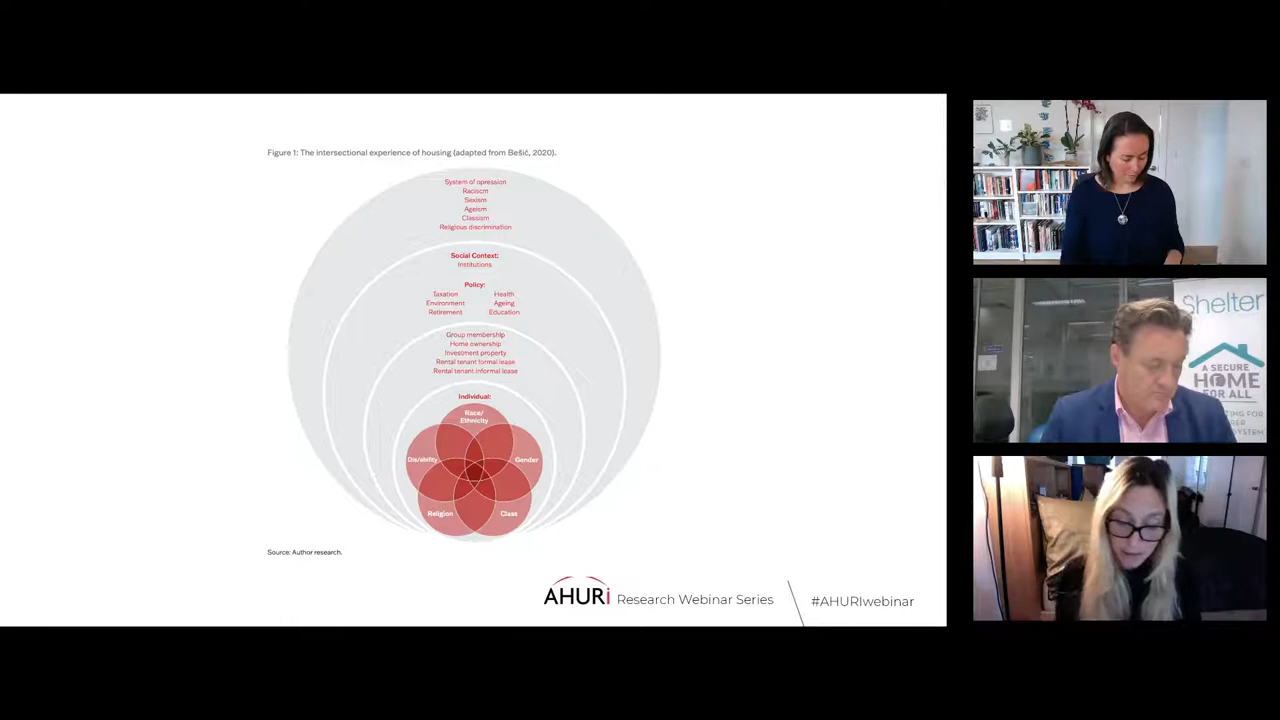 Figure 1: The intersectional experience of housing (adapted from Bešić, 2020).
System of opression
Raciscm
Sexism
Ageism
Classism
Religious discrimination
Social Context:
Institutions
Policy:
Taxation Health
Environment Ageing
Retirement Education
Group membership
Home ownership
Investment property
Rental tenant formal lease
Rental tenant informal lease
Individual:
Race/
Ethnicity
Dis/ability
Gender
Religion
Class
Source: Author research.
AHURi Research Webinar Series
#AHURIwebinar
Shelter
A SECURE
HOME
FOR ALL